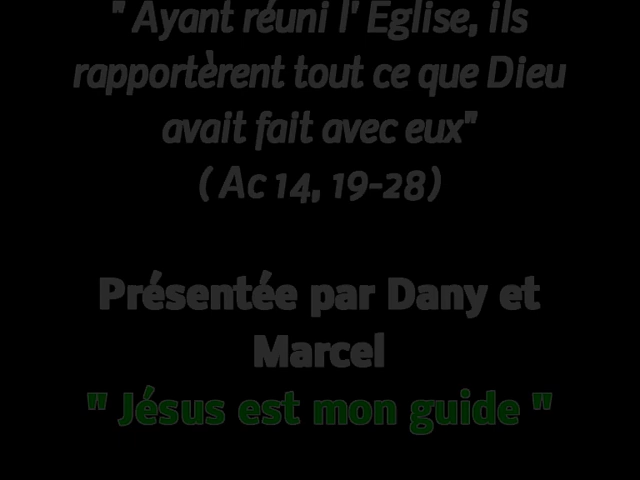 " Ayant réuni l' Eglise, ils
rapportèrent tout ce que Dieu
avait fait avec eux"
( Ac 14, 19-28)
Présentée par Dany et
Marcel
" Jésus est mon guide "